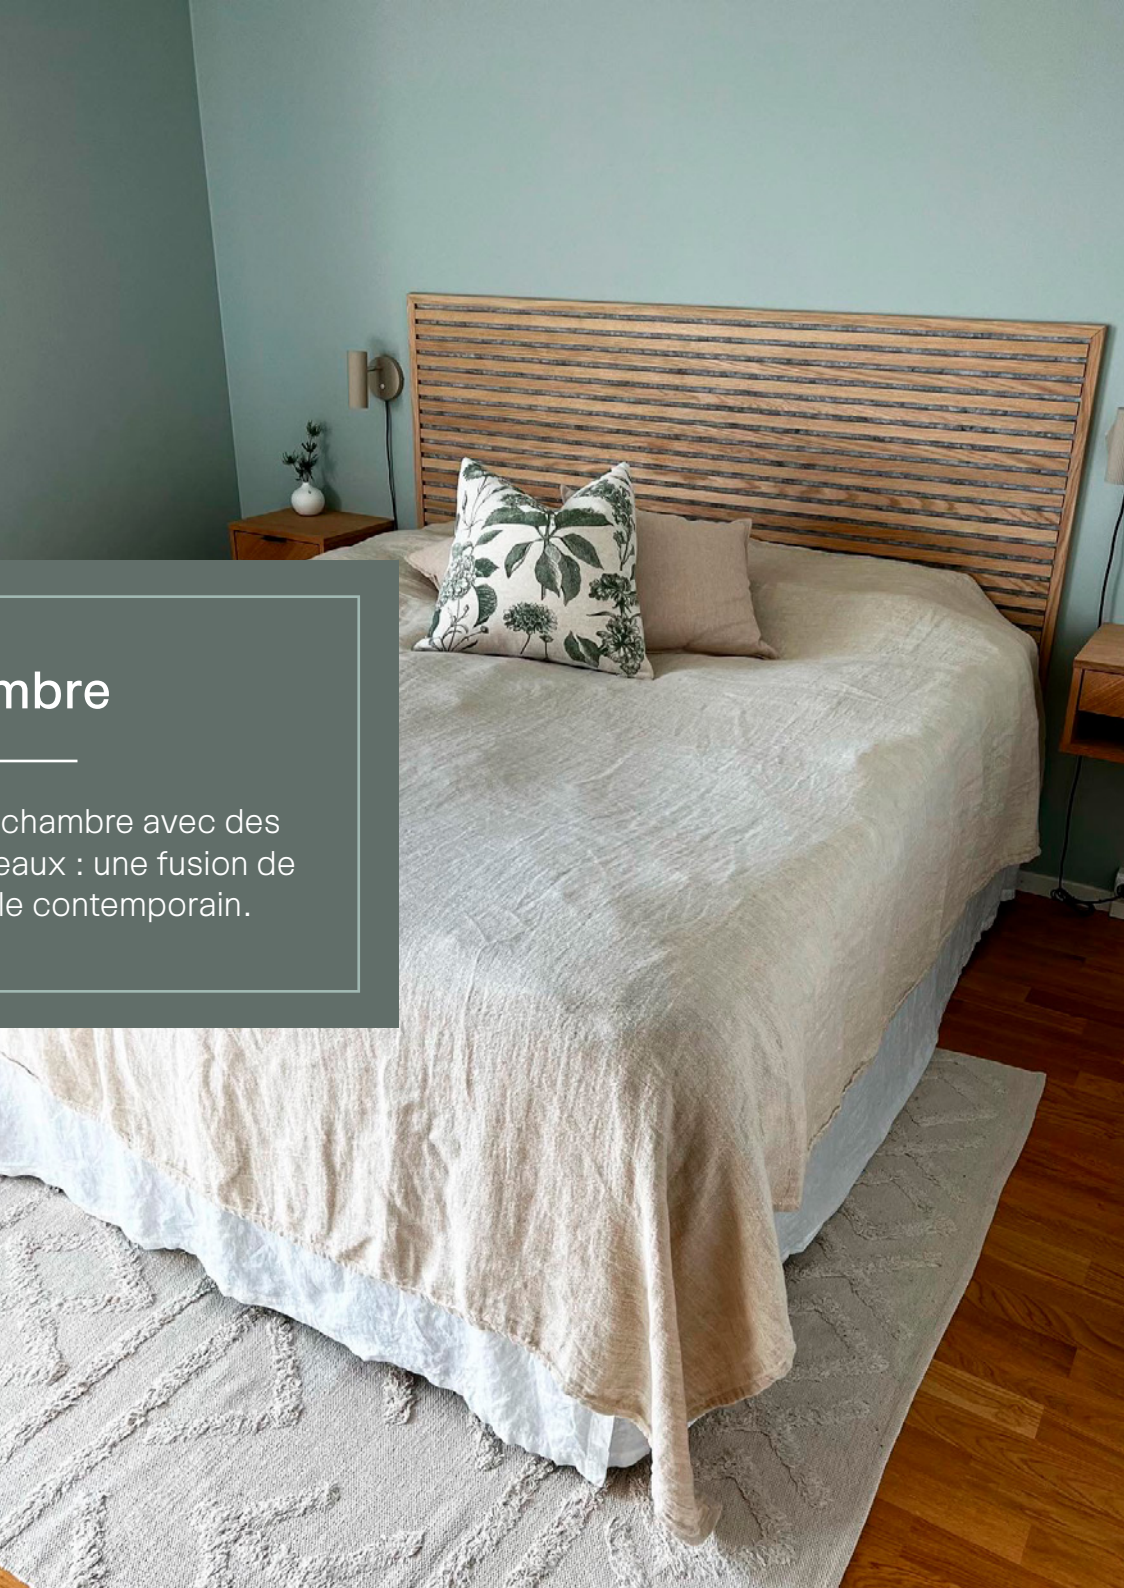 mbre
chambre avec des
eaux : une fusion de
le contemporain.